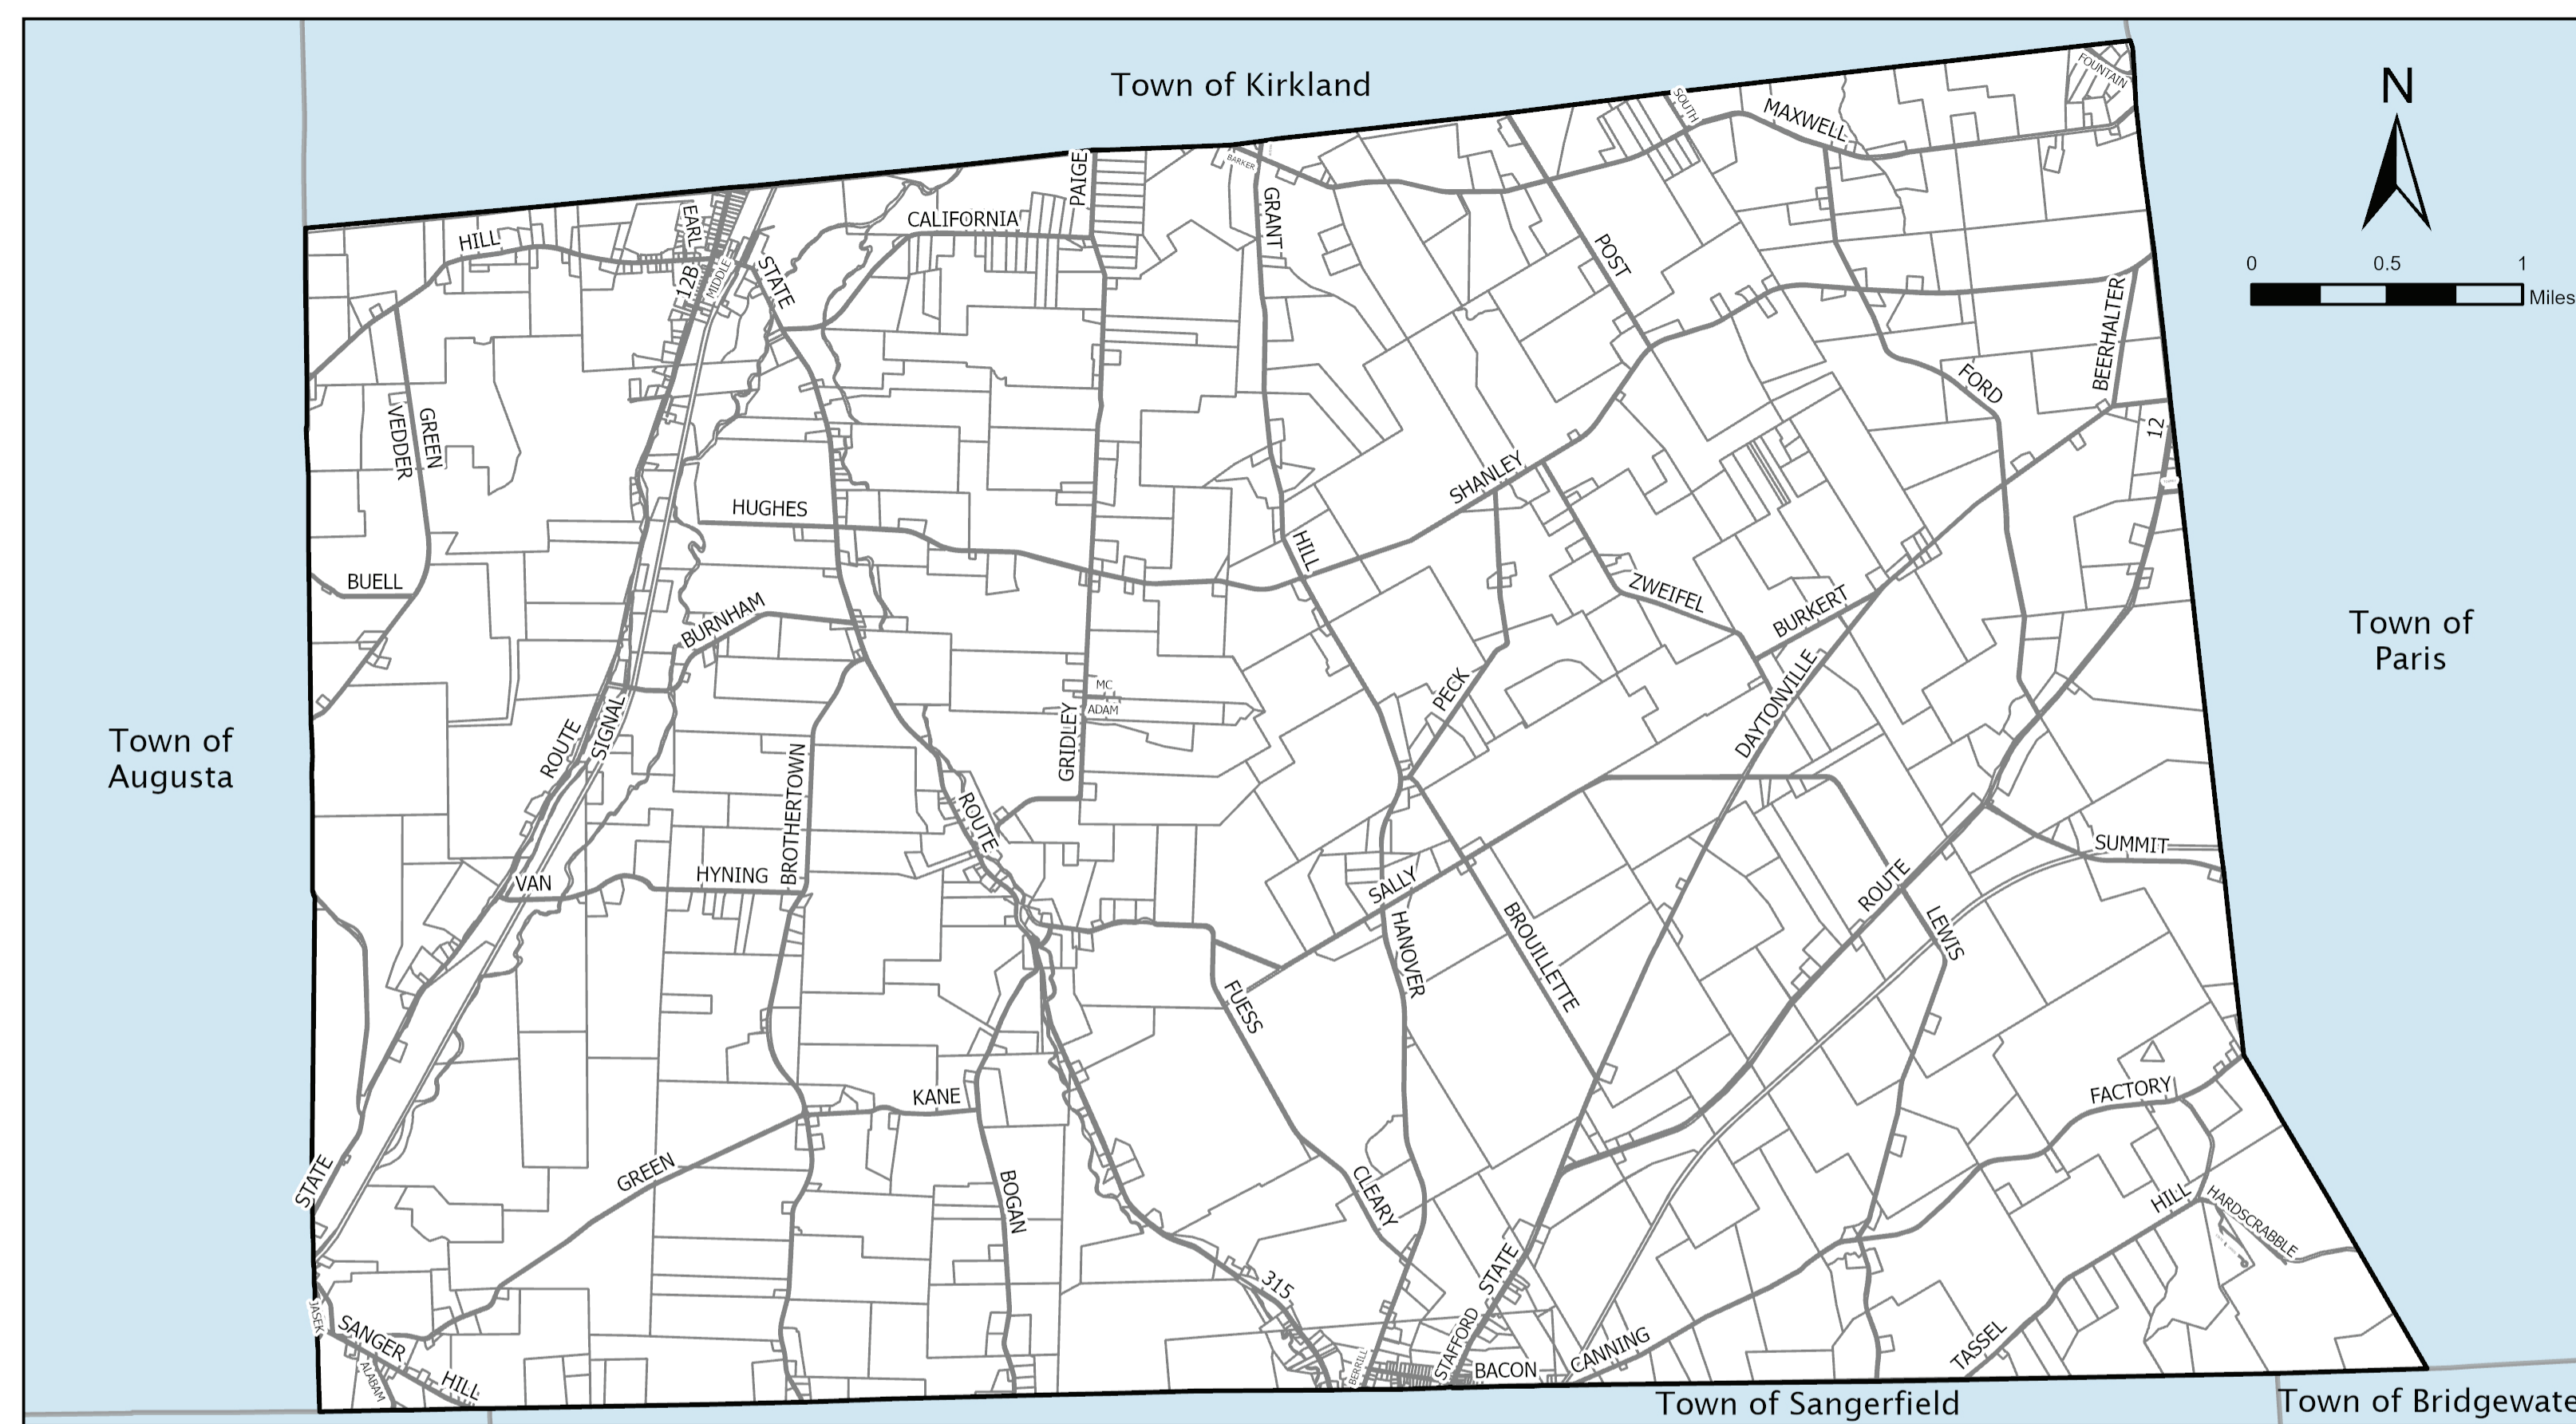 Town of Kirkland
FOUNTAIN
N
SOUTH
MAXWELL
PAIGE
BARKER
EARL
HILL
CALIFORNIA
GRANT
12B
MIDDLE
STATE
POST
0 0.5 1
Miles
BEERHALTER
FORD
VEDDER
GREEN
12
SHANLEY
HUGHES
HILL
BUELL
BURNHAM
ZWEIFEL
BURKERT
Town of
Paris
MC
ADAM
PECK
DAYTONVILLE
GRIDLEY
ROUTE
SIGNAL
Town of
Augusta
BROTHERTOWN
ROUTE
SUMMIT
VAN
HYNING
SALLY
ROUTE
HANOVER
BROUILLETTE
LEWIS
FUESS
KANE
FACTORY
GREEN
STATE
BOGAN
CLEARY
HILL
HARDSCRABBLE
315
STATE
JASEK
SANGER
STAFFORD
CANNING
TASSEL
ALABAM
HILL
BERRILL
BACON
Town of Sangerfield
Town of Bridgewate